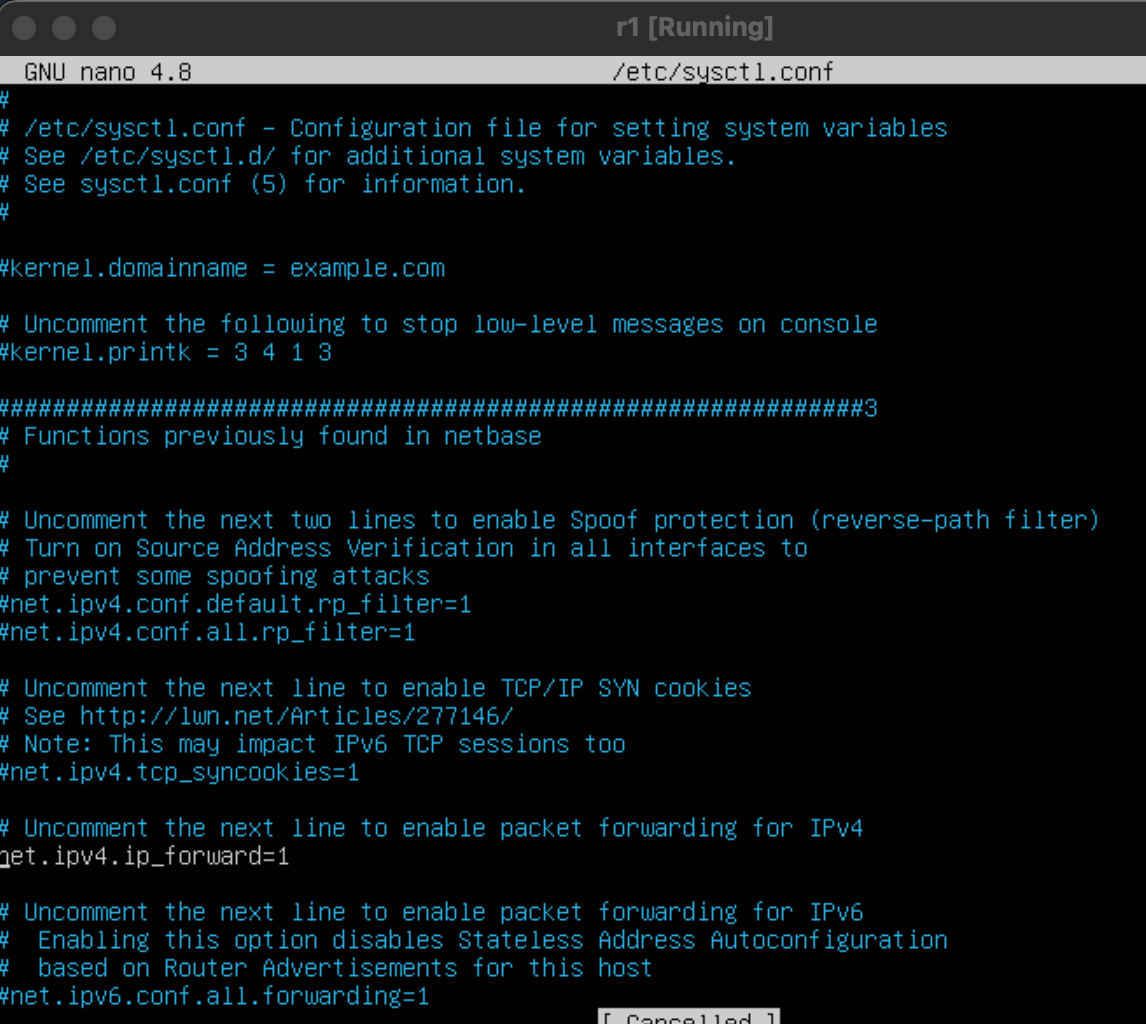 r1 [Running]
GNU nano 4.8 /etc/sysctl.conf
#
# /etc/sysctl.conf - Configuration file for setting system variables
# See /etc/sysctl.d/ for additional system variables.
# See sysctl.conf (5) for information.
#
#kernel.domainname = example.com
# Uncomment the following to stop low-level messages on console
#kernel.printk = 3 4 1 3
##############################################################3
# Functions previously found in netbase
#
# Uncomment the next two lines to enable Spoof protection (reverse-path filter)
# Turn on Source Address Verification in all interfaces to
# prevent some spoofing attacks
#net.ipv4.conf.default.rp_filter=1
#net.ipv4.conf.all.rp_filter=1
# Uncomment the next line to enable TCP/IP SYN cookies
# See http://lwn.net/Articles/277146/
# Note: This may impact IPv6 TCP sessions too
#net.ipv4.tcp_syncookies=1
# Uncomment the next line to enable packet forwarding for IPv4
net.ipv4.ip_forward=1
# Uncomment the next line to enable packet forwarding for IPv6
#  Enabling this option disables Stateless Address Autoconfiguration
#  based on Router Advertisements for this host
#net.ipv6.conf.all.forwarding=1
[ Cancelled ]